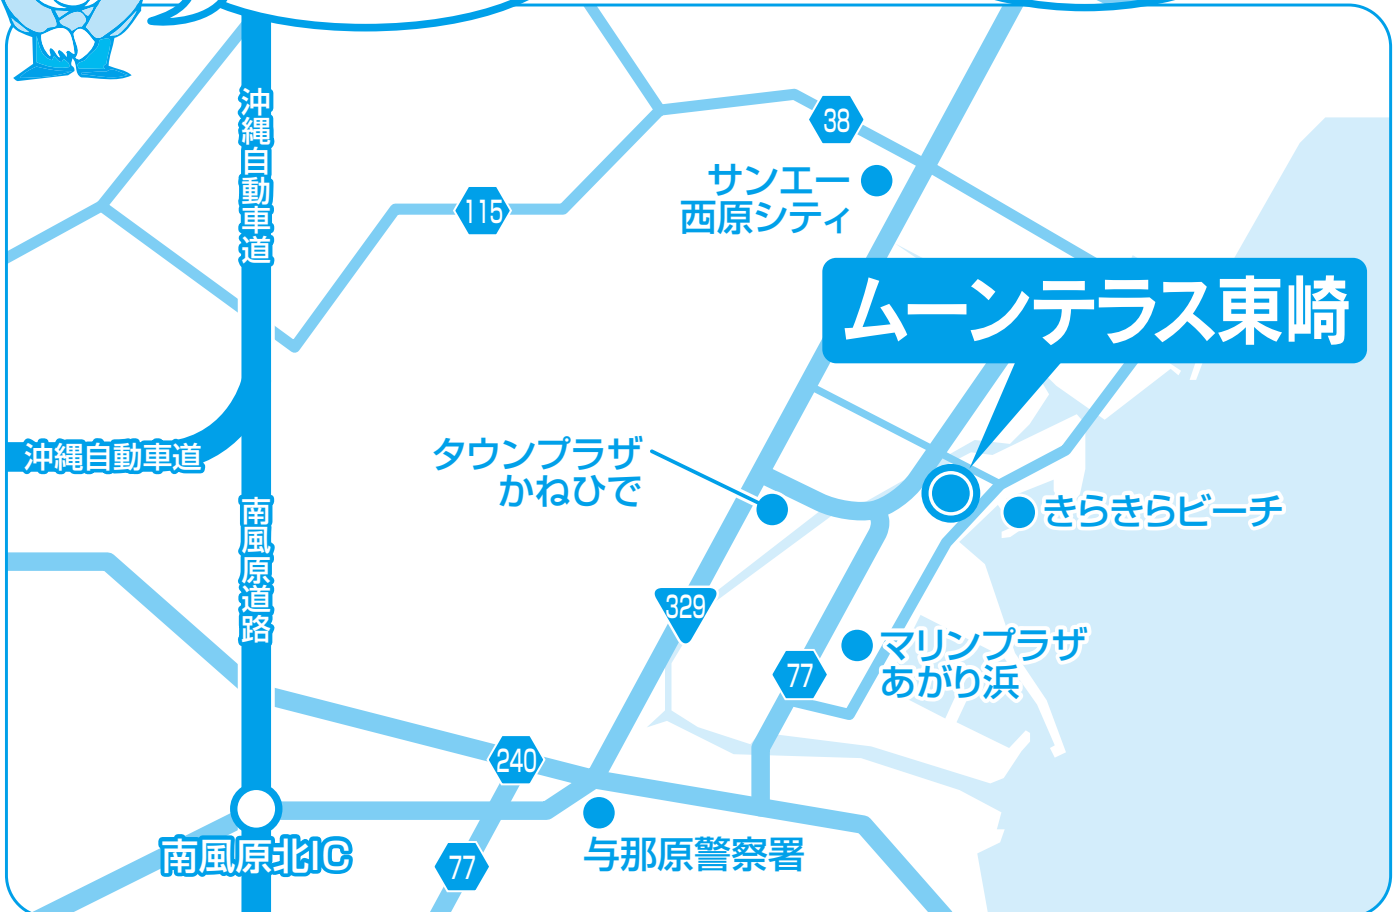 沖縄自動車道
38
サンエー
西原シティ
115
ムーンテラス東崎
沖縄自動車道
タウンプラザ
かねひで
きらきらビーチ
南風原道路
329
マリンプラザ
あがり浜
77
240
与那原警察署
南風原北IC
77